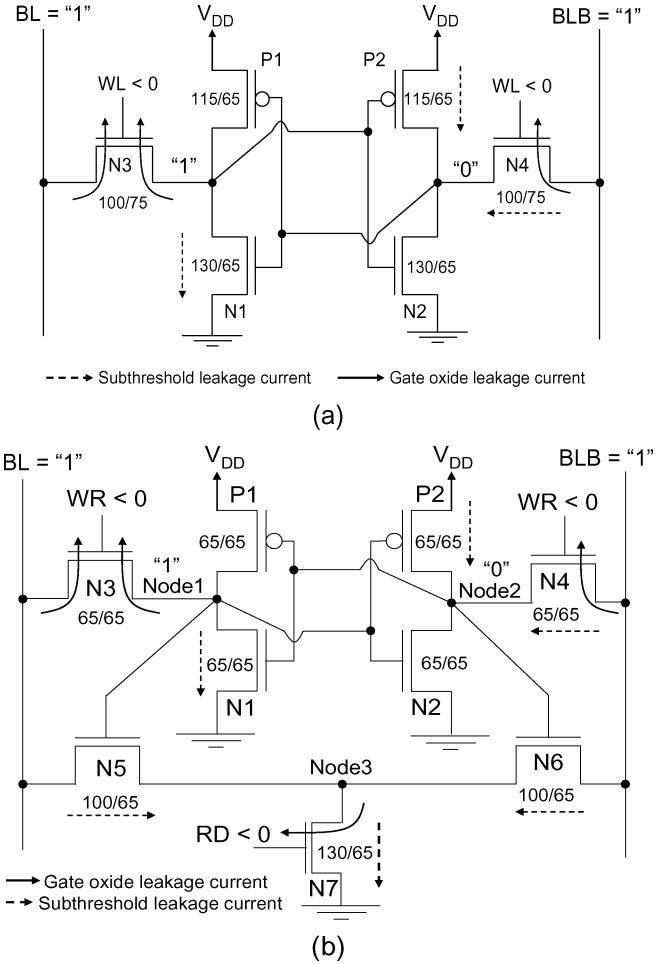 BL = “1”
VDD
VDD
BLB = “1”
P1
P2
WL < 0
115/65
115/65
WL < 0
N3
“1”
“0”
N4
100/75
100/75
130/65
130/65
N1
N2
Subthreshold leakage current
Gate oxide leakage current
(a)
BL = “1”
VDD
VDD
BLB = “1”
WR < 0
P1
P2
WR < 0
65/65
65/65
“1”
“0”
N3
Node1
Node2
N4
65/65
65/65
65/65
65/65
N1
N2
N5
Node3
N6
100/65
100/65
RD < 0
130/65
Gate oxide leakage current
N7
Subthreshold leakage current
(b)